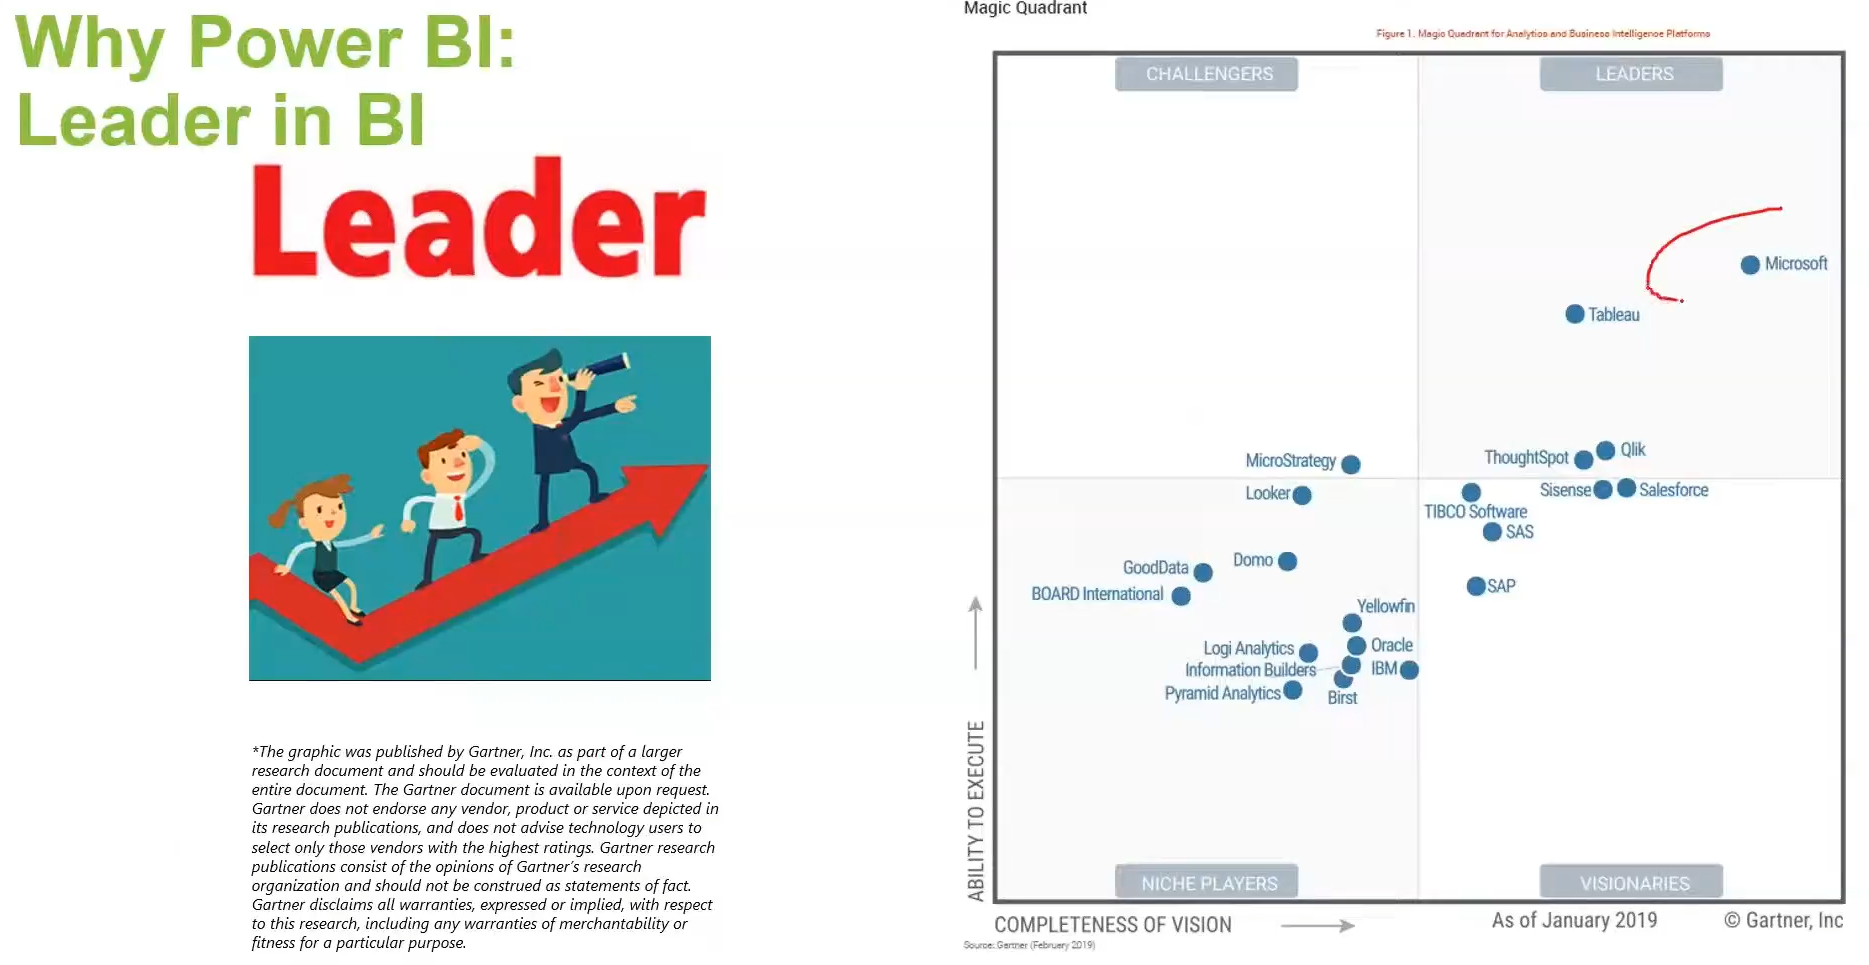 Why Power BI:
Leader in BI
Leader
*The graphic was published by Gartner, Inc. as part of a larger
research document and should be evaluated in the context of the
entire document. The Gartner document is available upon request.
Gartner does not endorse any vendor, product or service depicted in
its research publications, and does not advise technology users to
select only those vendors with the highest ratings. Gartner research
publications consist of the opinions of Gartner's research
organization and should not be construed as statements of fact.
Gartner disclaims all warranties, expressed or implied, with respect
to this research, including any warranties of merchantability or
fitness for a particular purpose.
Magic Quadrant
Figure 1. Magic Quadrant for Analytics and Business Intelligence Platforms
CHALLENGERS
LEADERS
Microsoft
Tableau
MicroStrategy
ThoughtSpot
Qlik
Looker
Sisense
Salesforce
TIBCO Software
SAS
GoodData
Domo
BOARD International
SAP
Yellowfin
Logi Analytics
Oracle
Information Builders
IBM
Pyramid Analytics
Birst
ABILITY TO EXECUTE
NICHE PLAYERS
VISIONARIES
COMPLETENESS OF VISION
As of January 2019
© Gartner, Inc
Source: Gartner (February 2019)